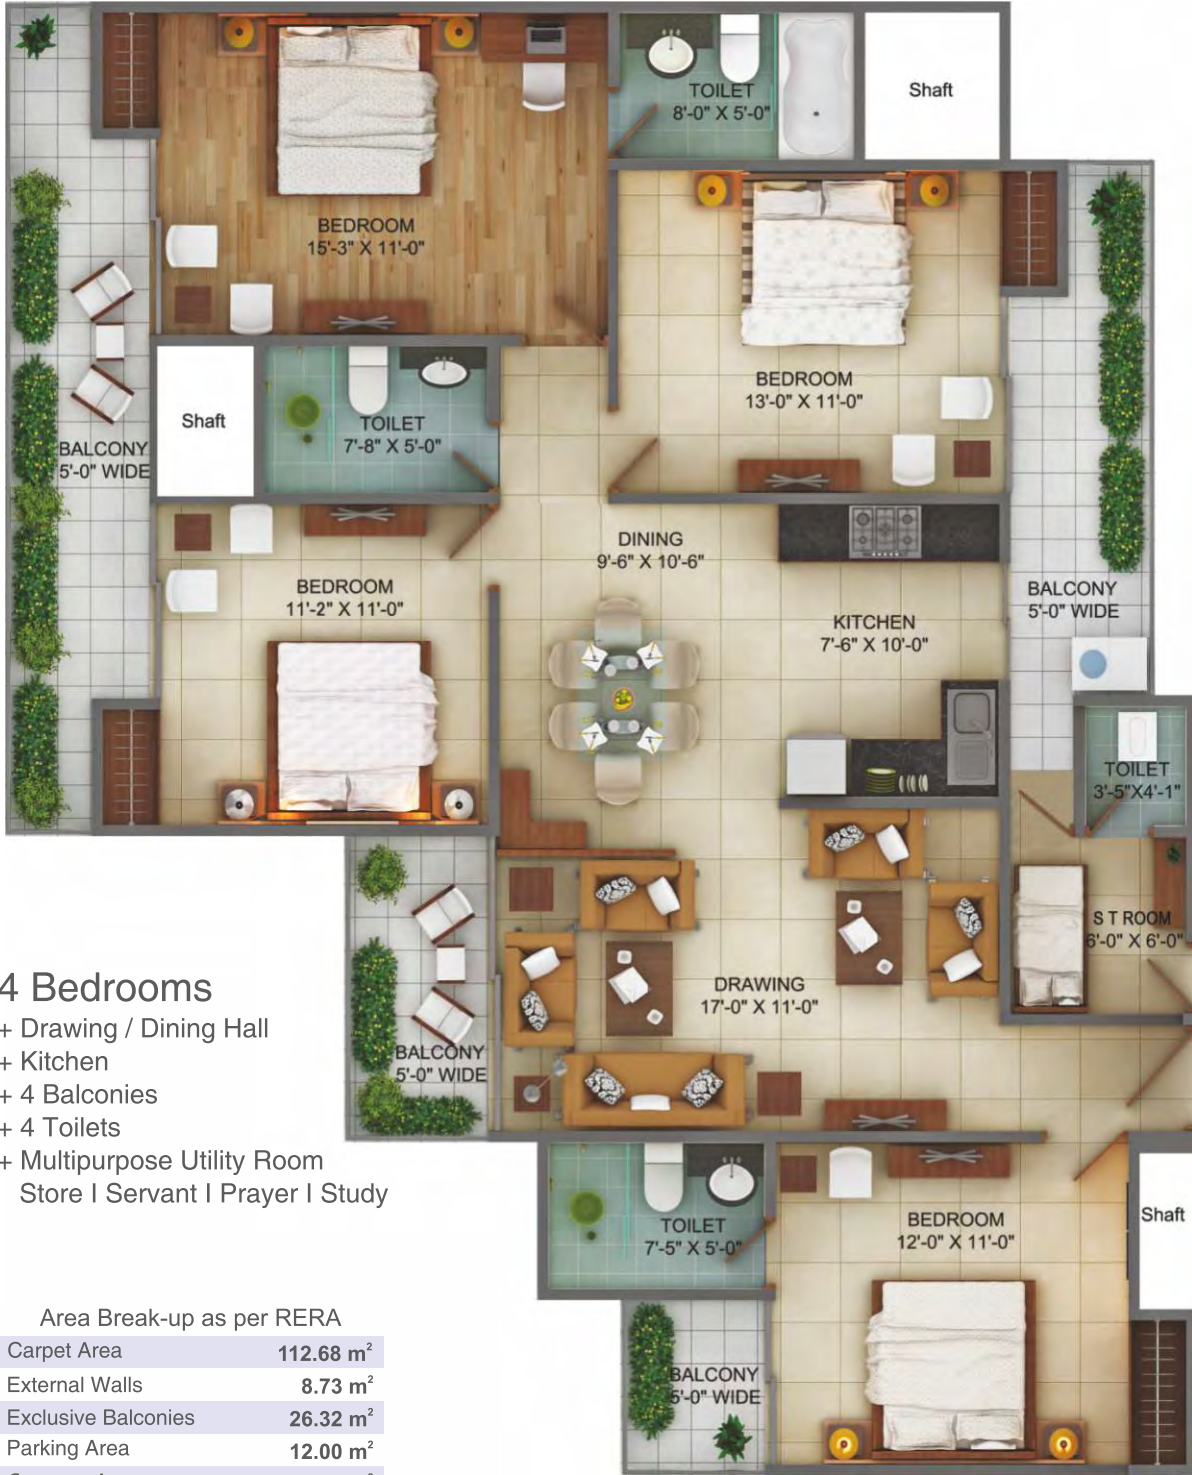 TOILET
8'-0" X 5'-0"
Shaft
BEDROOM
15'-3" X 11'-0"
BEDROOM
13'-0" X 11'-0"
Shaft
TOILET
7'-8" X 5'-0"
BALCONY
5'-0" WIDE
DINING
9'-6" X 10'-6"
BEDROOM
11'-2" X 11'-0"
BALCONY
5'-0" WIDE
KITCHEN
7'-6" X 10'-0"
TOILET
3'-5"X4'-1"
S T ROOM
6'-0" X 6'-0"
DRAWING
17'-0" X 11'-0"
BALCONY
5'-0" WIDE
4 Bedrooms
+ Drawing / Dining Hall
+ Kitchen
+ 4 Balconies
+ 4 Toilets
+ Multipurpose Utility Room
Store I Servant I Prayer I Study
TOILET
7'-5" X 5'-0"
BEDROOM
12'-0" X 11'-0"
Shaft
BALCONY
5'-0" WIDE
Area Break-up as per RERA
Carpet Area 112.68 m²
External Walls 8.73 m²
Exclusive Balconies 26.32 m²
Parking Area 12.00 m²